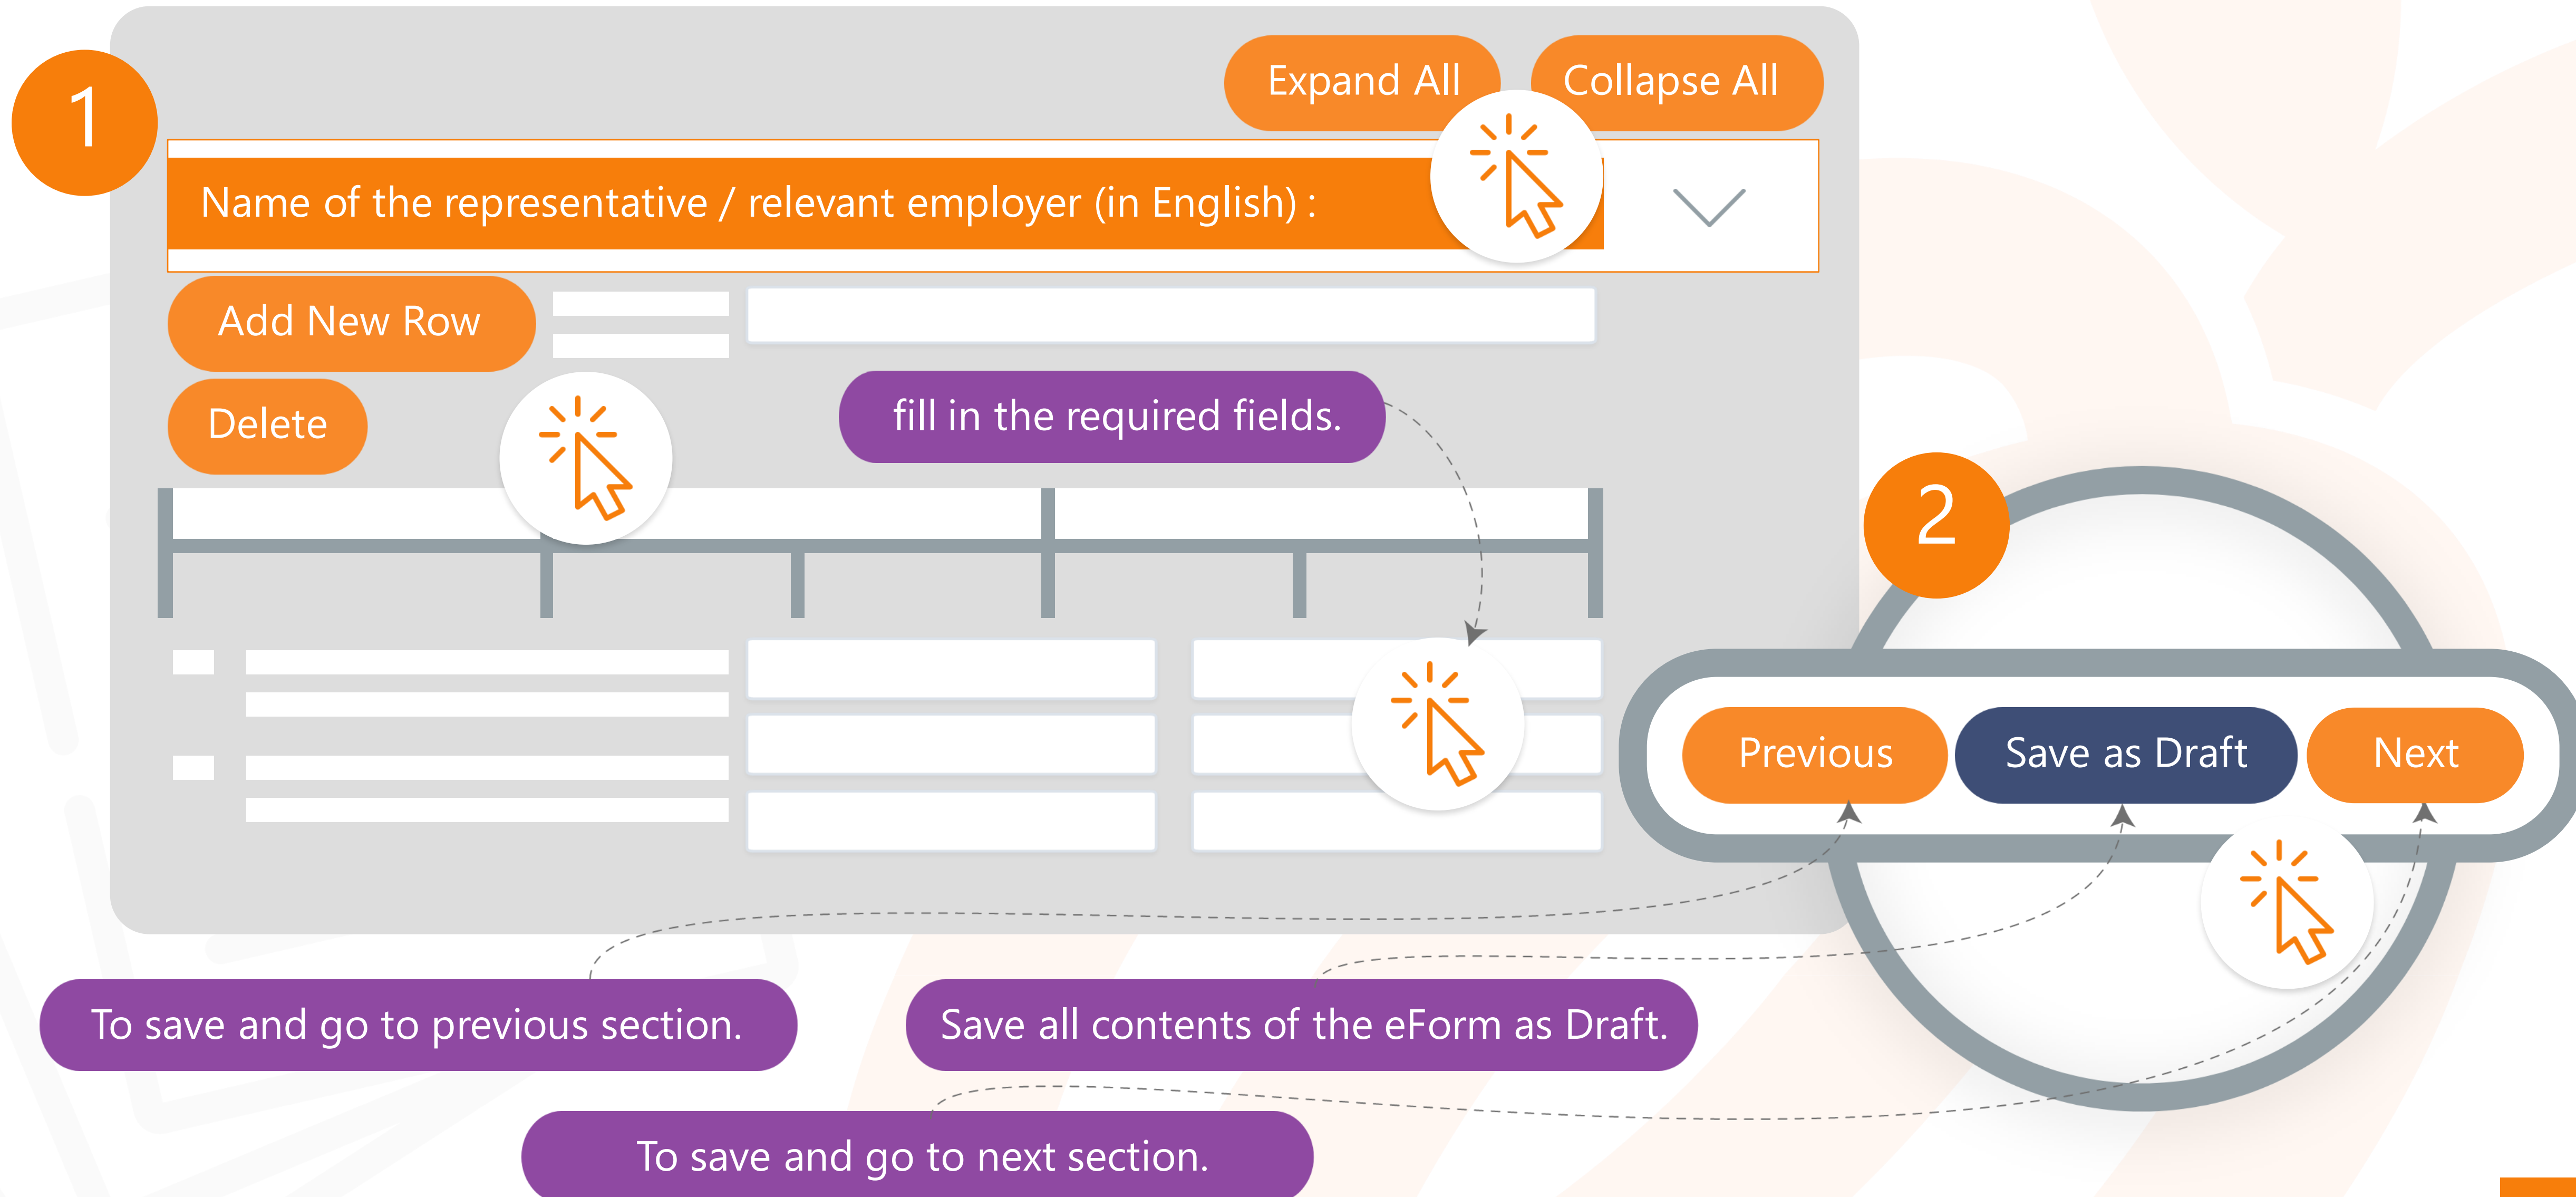 1
Expand All
Collapse All
Name of the representative / relevant employer (in English) :
Add New Row
Delete
fill in the required fields.
2
Previous
Save as Draft
Next
To save and go to previous section.
Save all contents of the eForm as Draft.
To save and go to next section.